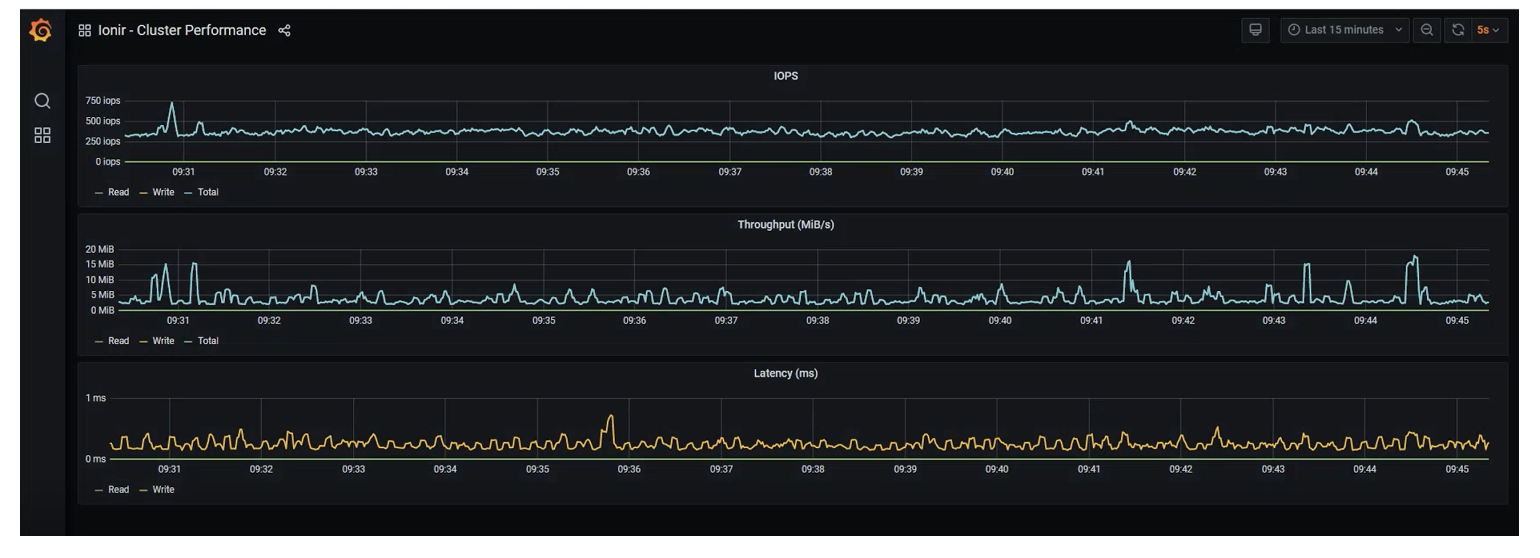 Ionir - Cluster Performance
Last 15 minutes
5s
IOPS
750 iops
500 iops
250 iops
0 iops
09:31 09:32 09:33 09:34 09:35 09:36 09:37 09:38 09:39 09:40 09:41 09:42 09:43 09:44 09:45
Read Write Total
Throughput (MiB/s)
20 MiB
15 MiB
10 MiB
5 MiB
0 MiB
09:31 09:32 09:33 09:34 09:35 09:36 09:37 09:38 09:39 09:40 09:41 09:42 09:43 09:44 09:45
Read Write Total
Latency (ms)
1 ms
0 ms
09:31 09:32 09:33 09:34 09:35 09:36 09:37 09:38 09:39 09:40 09:41 09:42 09:43 09:44 09:45
Read Write